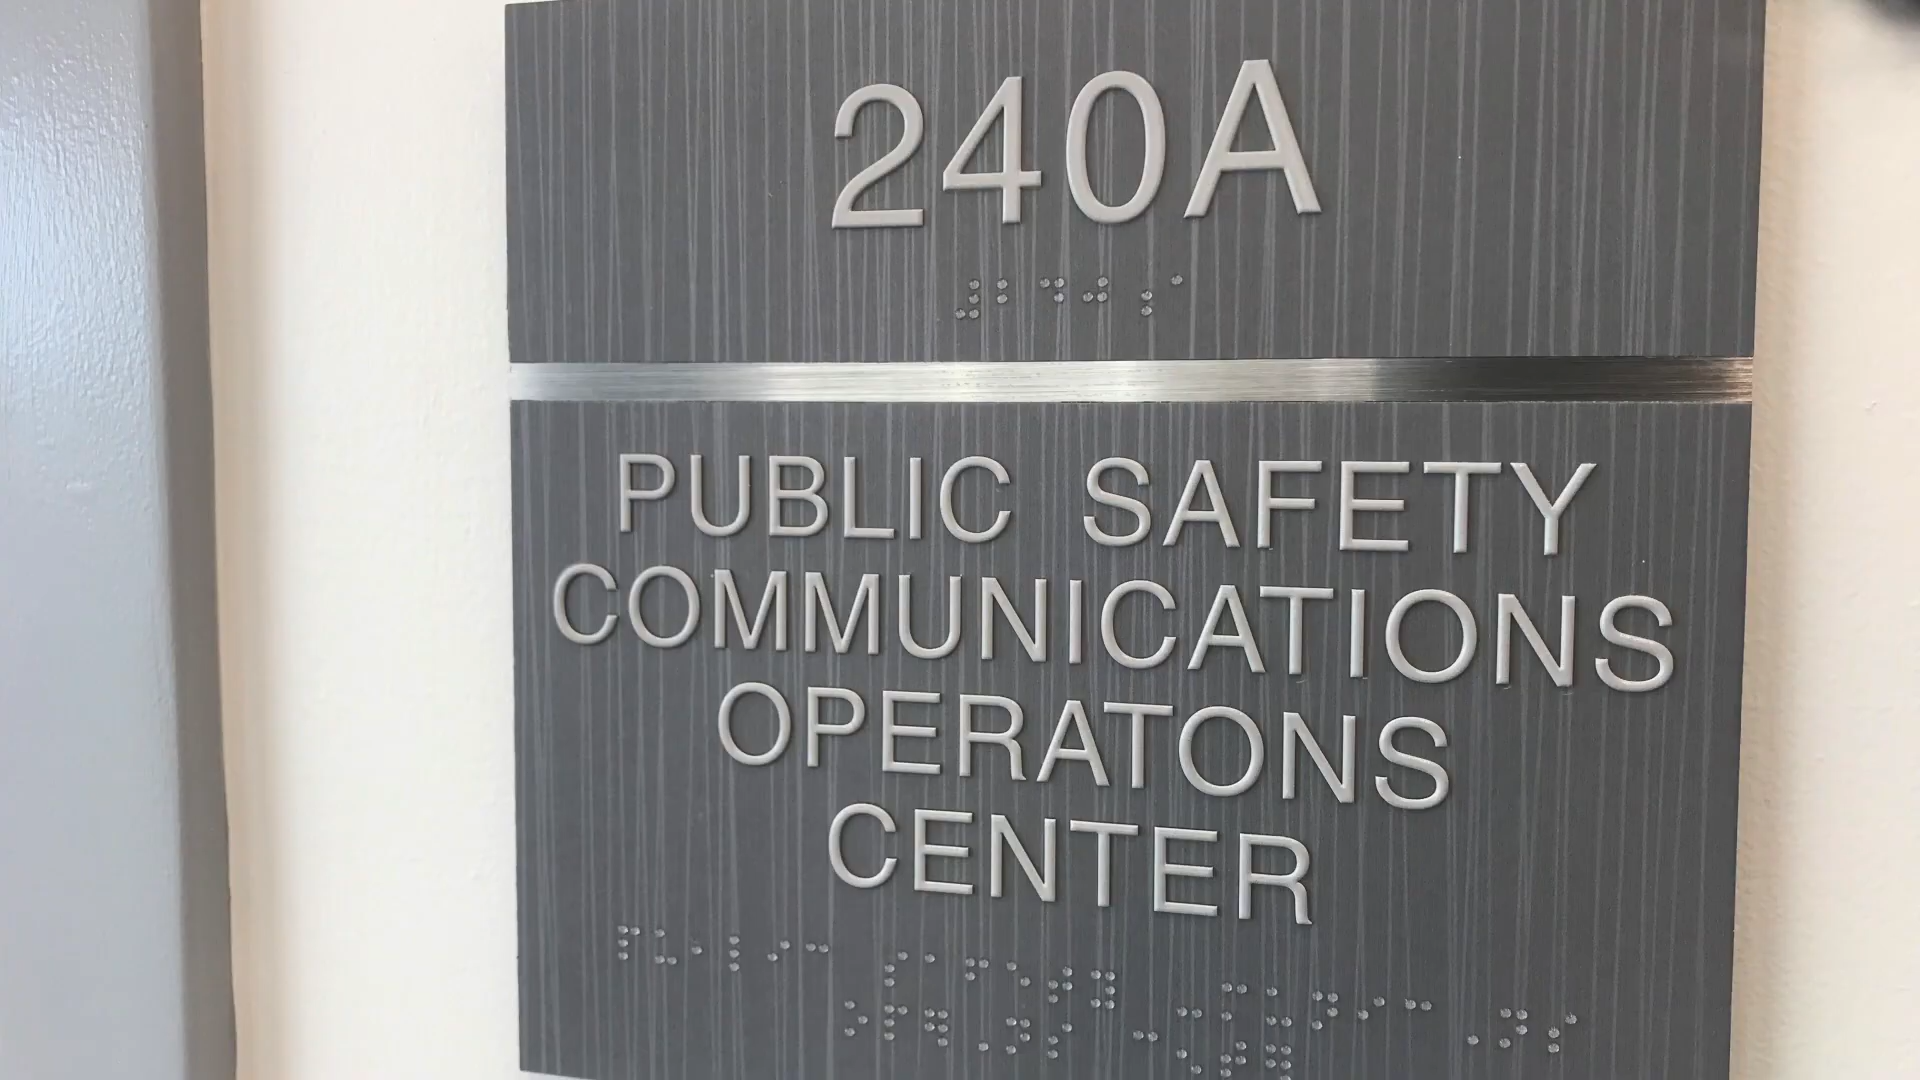 240A
PUBLIC SAFETY
COMMUNICATIONS
OPERATONS
CENTER